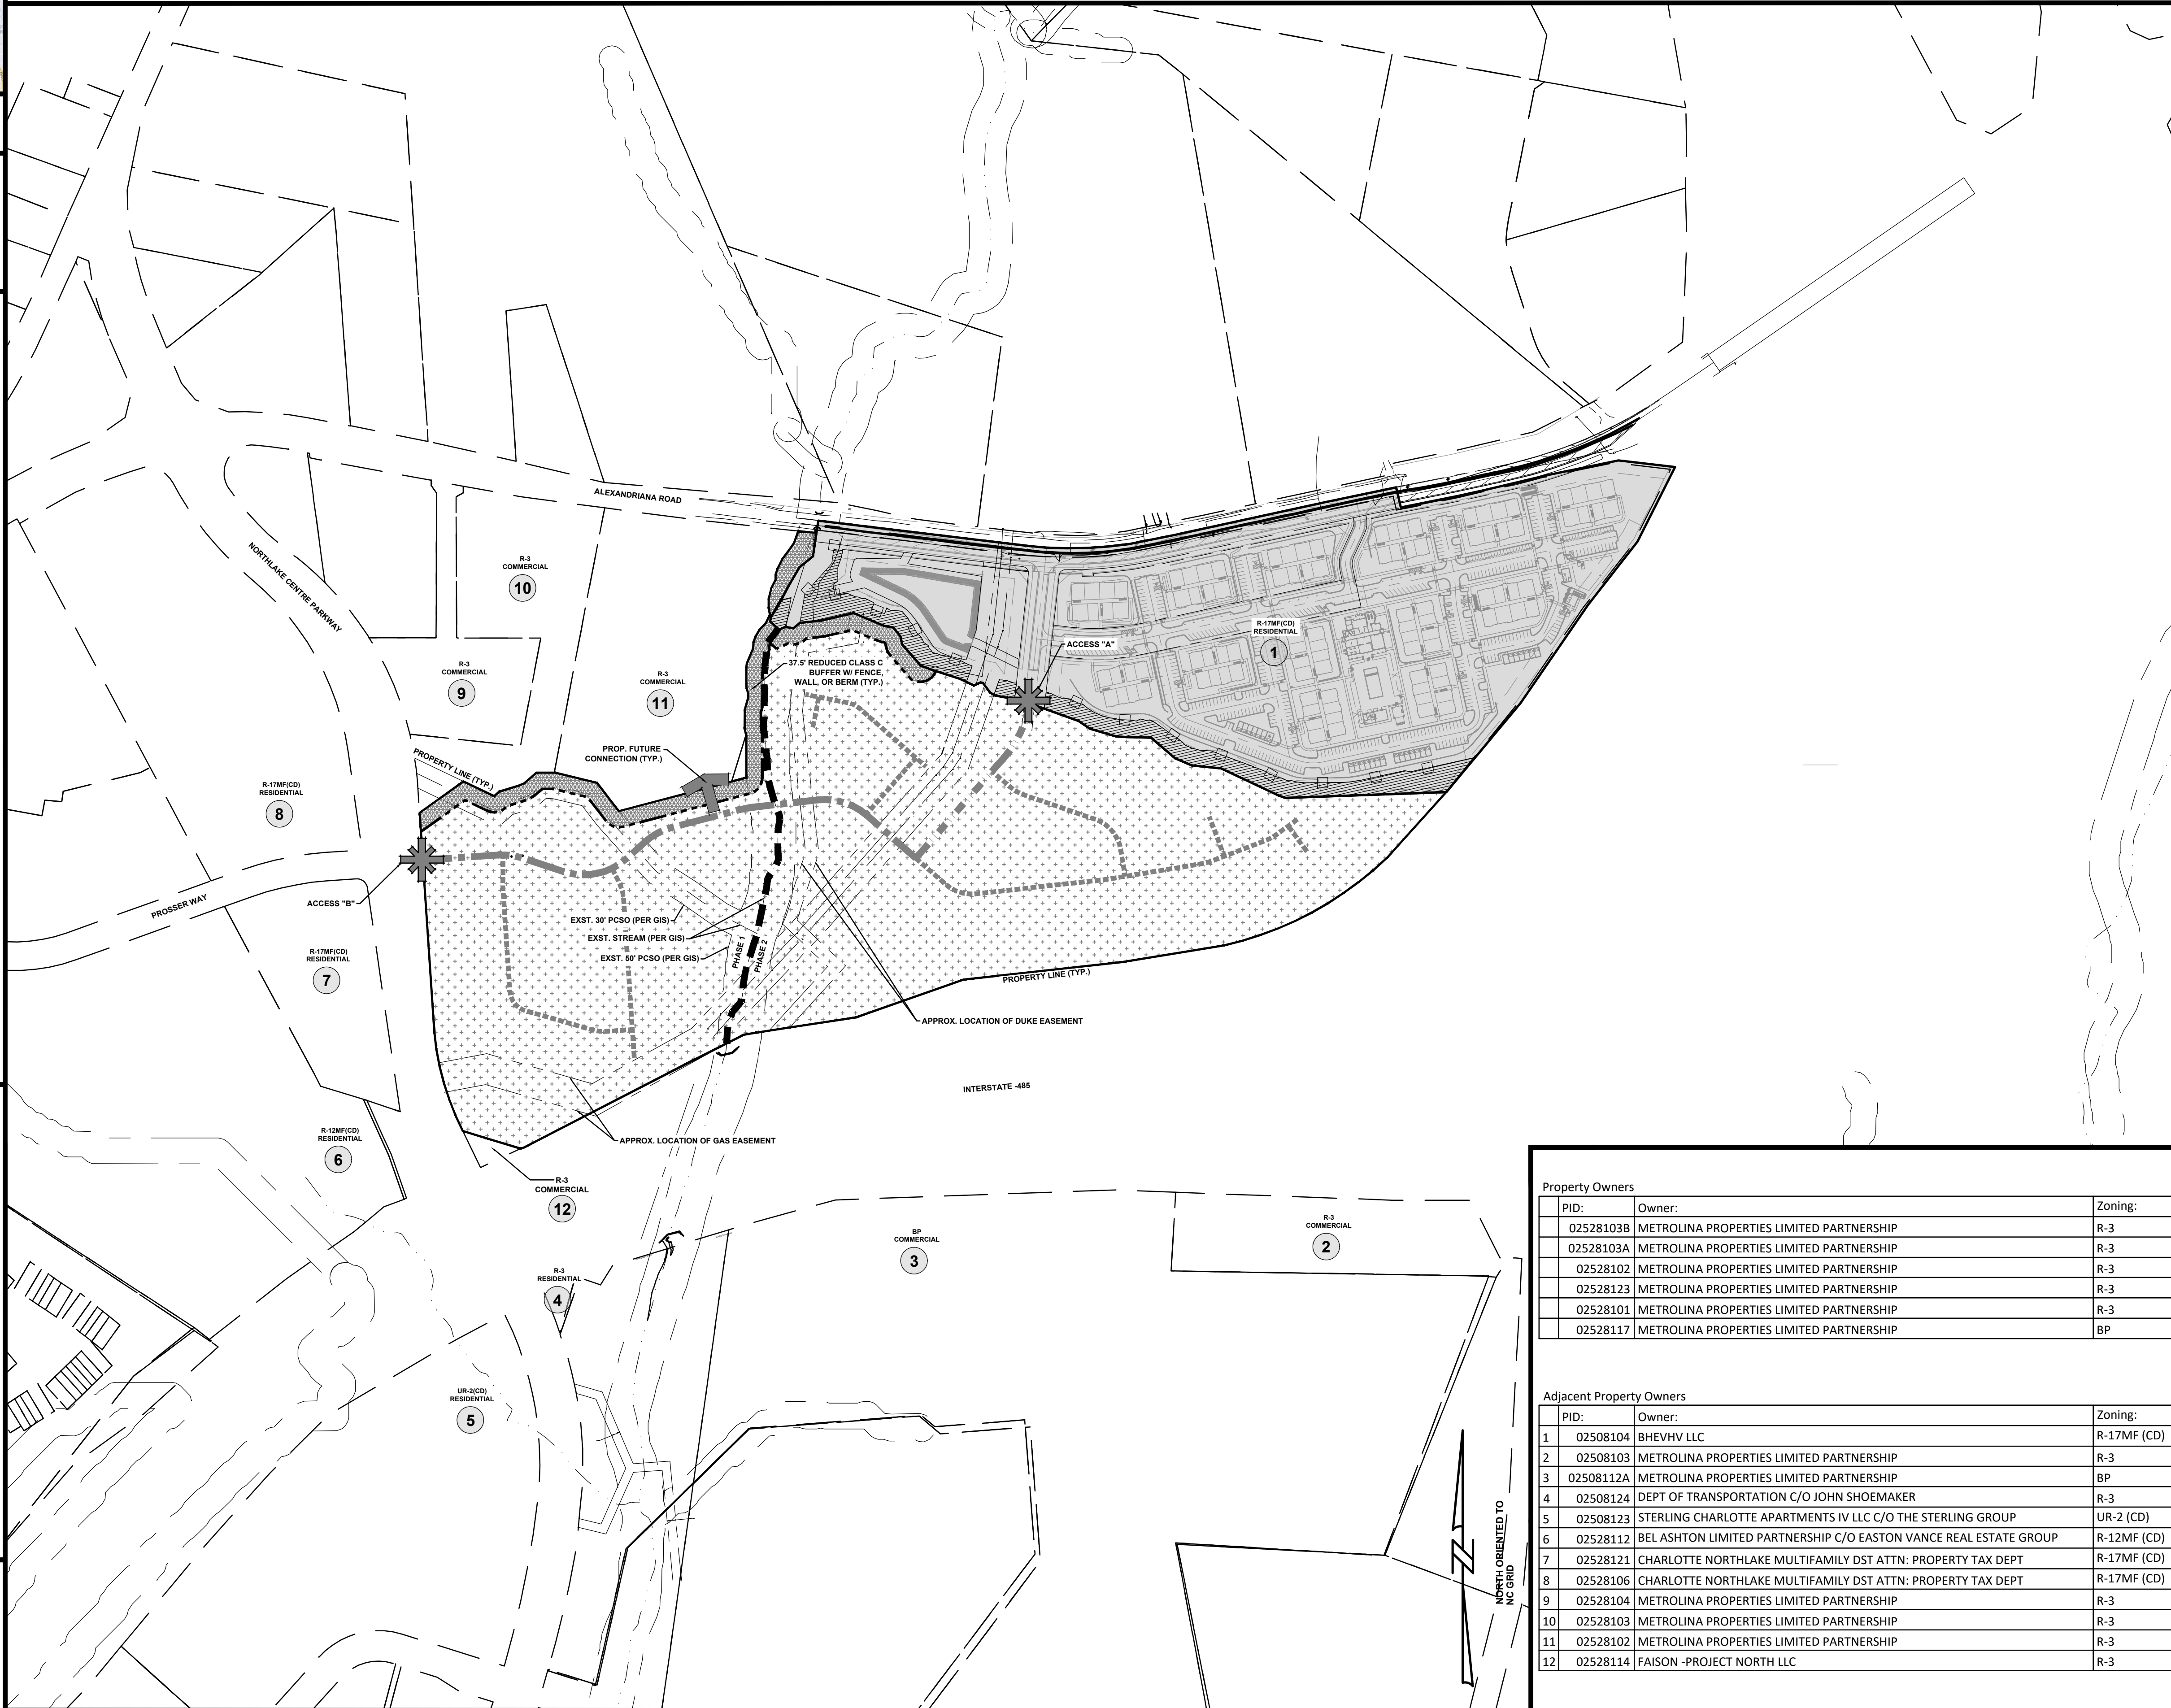 ALEXANDRIANA ROAD
NORTHLAKE CENTRE PARKWAY
R-3
COMMERCIAL
10
R-17MF(CD)
RESIDENTIAL
1
ACCESS "A"
37.5' REDUCED CLASS C
BUFFER W/ FENCE,
WALL, OR BERM (TYP.)
R-3
COMMERCIAL
9
R-3
COMMERCIAL
11
PROP. FUTURE
CONNECTION (TYP.)
PROPERTY LINE (TYP.)
R-17MF(CD)
RESIDENTIAL
8
PROSSER WAY
ACCESS "B"
EXST. 30' PCSO (PER GIS)
EXST. STREAM (PER GIS)
EXST. 50' PCSO (PER GIS)
PHASE 1
PHASE 2
R-17MF(CD)
RESIDENTIAL
7
PROPERTY LINE (TYP.)
APPROX. LOCATION OF DUKE EASEMENT
INTERSTATE -485
APPROX. LOCATION OF GAS EASEMENT
R-12MF(CD)
RESIDENTIAL
6
R-3
COMMERCIAL
12
BP
COMMERCIAL
3
R-3
COMMERCIAL
2
R-3
RESIDENTIAL
4
UR-2(CD)
RESIDENTIAL
5
N
NORTH ORIENTED TO
NC GRID
Property Owners
PID: Owner: Zoning:
02528103B METROLINA PROPERTIES LIMITED PARTNERSHIP R-3
02528103A METROLINA PROPERTIES LIMITED PARTNERSHIP R-3
02528102 METROLINA PROPERTIES LIMITED PARTNERSHIP R-3
02528123 METROLINA PROPERTIES LIMITED PARTNERSHIP R-3
02528101 METROLINA PROPERTIES LIMITED PARTNERSHIP R-3
02528117 METROLINA PROPERTIES LIMITED PARTNERSHIP BP
Adjacent Property Owners
PID: Owner: Zoning:
1 02508104 BHEVHV LLC R-17MF (CD)
2 02508103 METROLINA PROPERTIES LIMITED PARTNERSHIP R-3
3 02508112A METROLINA PROPERTIES LIMITED PARTNERSHIP BP
4 02508124 DEPT OF TRANSPORTATION C/O JOHN SHOEMAKER R-3
5 02508123 STERLING CHARLOTTE APARTMENTS IV LLC C/O THE STERLING GROUP UR-2 (CD)
6 02528112 BEL ASHTON LIMITED PARTNERSHIP C/O EASTON VANCE REAL ESTATE GROUP R-12MF (CD)
7 02528121 CHARLOTTE NORTHLAKE MULTIFAMILY DST ATTN: PROPERTY TAX DEPT R-17MF (CD)
8 02528106 CHARLOTTE NORTHLAKE MULTIFAMILY DST ATTN: PROPERTY TAX DEPT R-17MF (CD)
9 02528104 METROLINA PROPERTIES LIMITED PARTNERSHIP R-3
10 02528103 METROLINA PROPERTIES LIMITED PARTNERSHIP R-3
11 02528102 METROLINA PROPERTIES LIMITED PARTNERSHIP R-3
12 02528114 FAISON -PROJECT NORTH LLC R-3